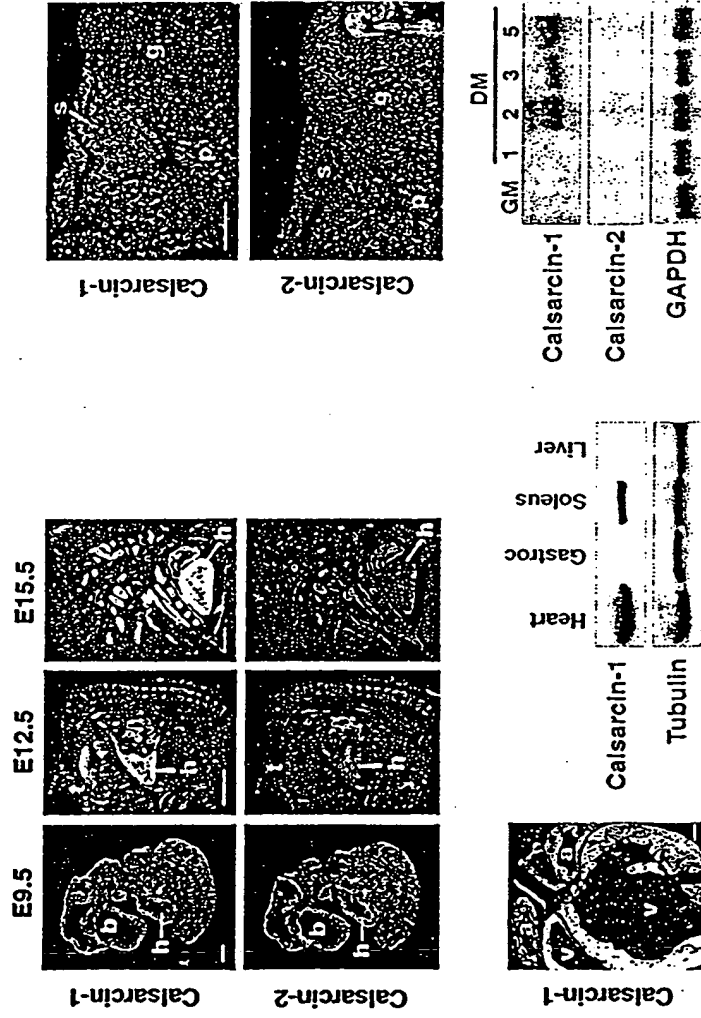 E9.5 E12.5 E15.5
Calsarcin-1
b
h
t
h
h
Calsarcin-2
b
h
t
h
h
Calsarcin-1
s
g
p
Calsarcin-2
s
g
p
Calsarcin-1
a
a
v
v
Heart Gastroc Soleus Liver
Calsarcin-1
Tubulin
DM
GM 1 2 3 5
Calsarcin-1
Calsarcin-2
GAPDH